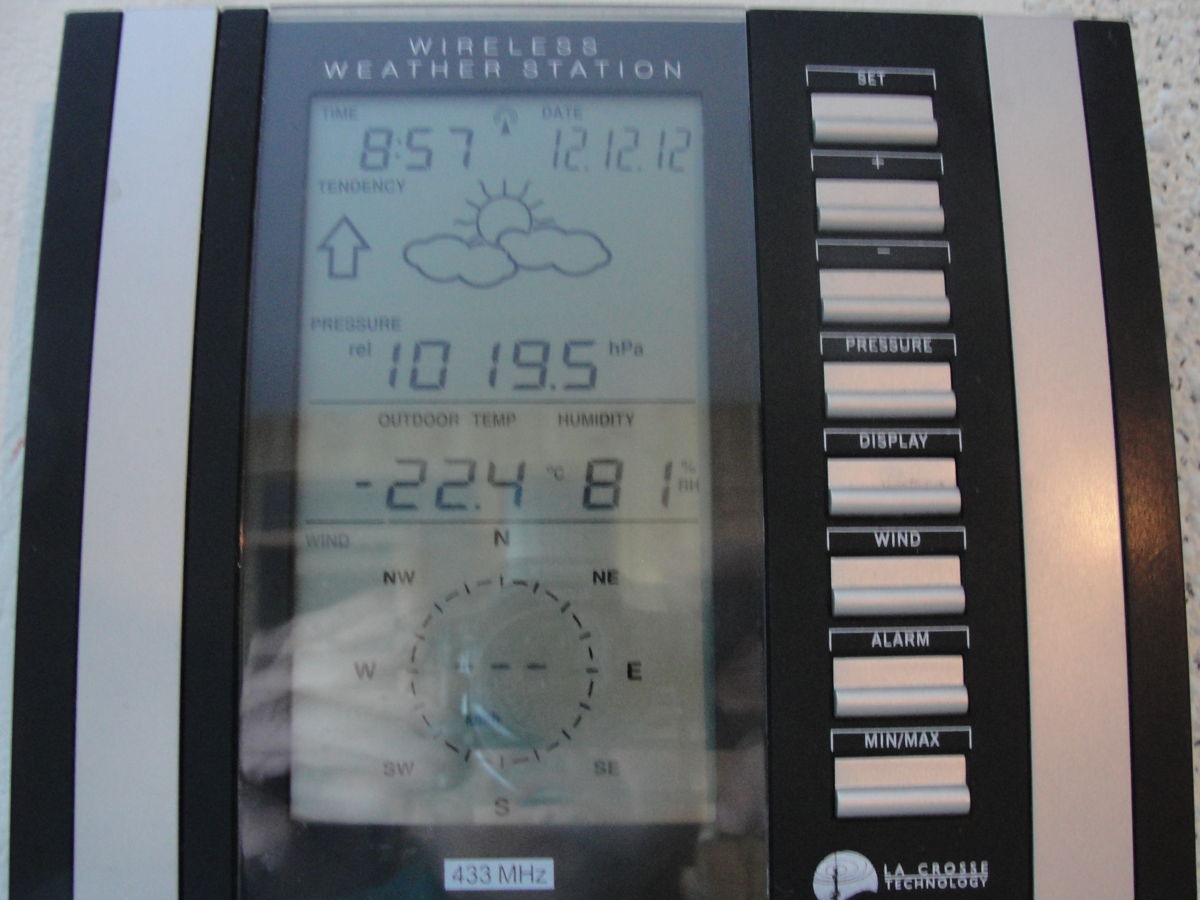 WIRELESS
WEATHER STATION
TIME DATE
8:57 12.12.12
TENDENCY
PRESSURE
rel 1019.5 hPa
OUTDOOR TEMP HUMIDITY
-22.4 °C 81 % RH
WIND
N
NW NE
W --- E
SW SE
S
433 MHz
SET
+
-
PRESSURE
DISPLAY
WIND
ALARM
MIN/MAX
LA CROSSE
TECHNOLOGY